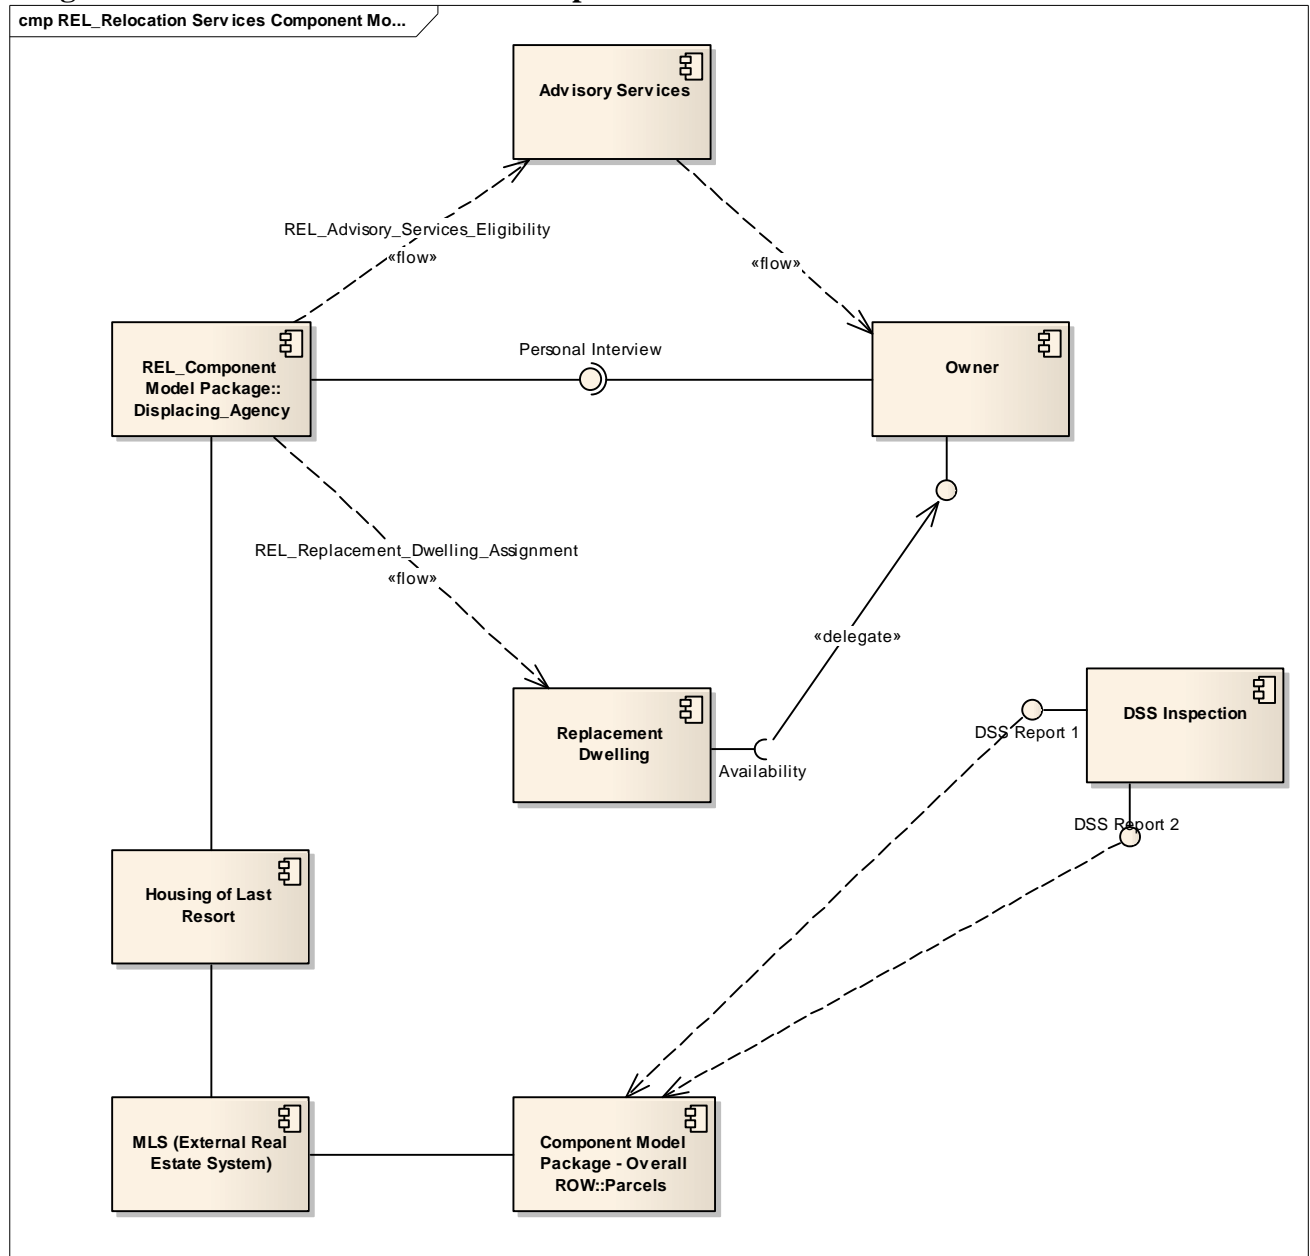 cmp REL_Relocation Services Component Mo...
Advisory Services
REL_Advisory_Services_Eligibility
«flow»
«flow»
Personal Interview
REL_Component
Model Package::
Displacing_Agency
Owner
REL_Replacement_Dwelling_Assignment
«flow»
«delegate»
Replacement
Dwelling
Availability
DSS Inspection
DSS Report 1
DSS Report 2
Housing of Last
Resort
MLS (External Real
Estate System)
Component Model
Package - Overall
ROW::Parcels